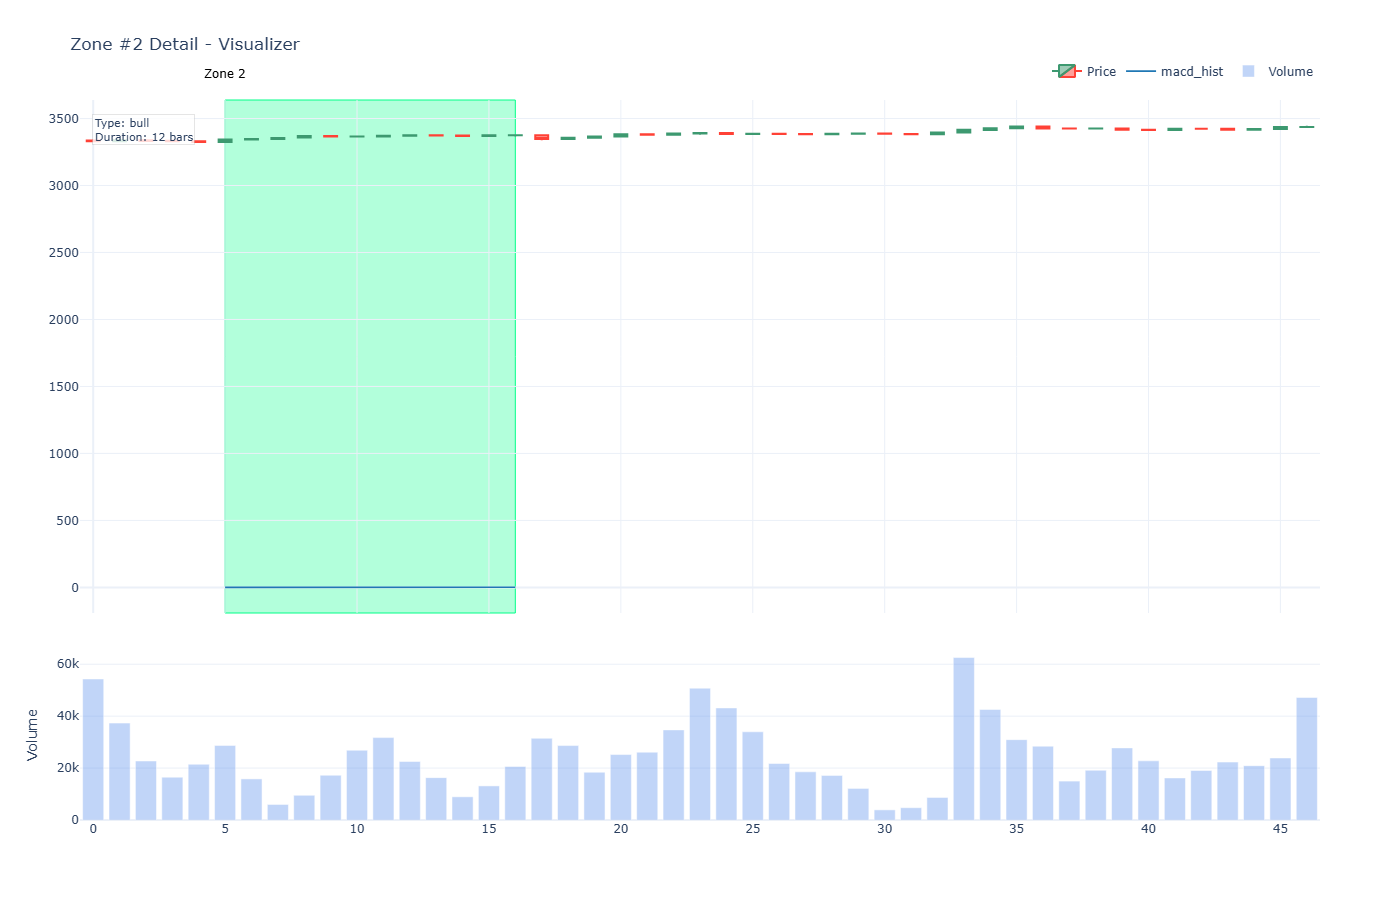 Zone #2 Detail - Visualizer
Zone 2
Price
macd_hist
Volume
Type: bull
Duration: 12 bars
3500
3000
2500
2000
1500
1000
500
0
Volume
60k
40k
20k
0
0 5 10 15 20 25 30 35 40 45